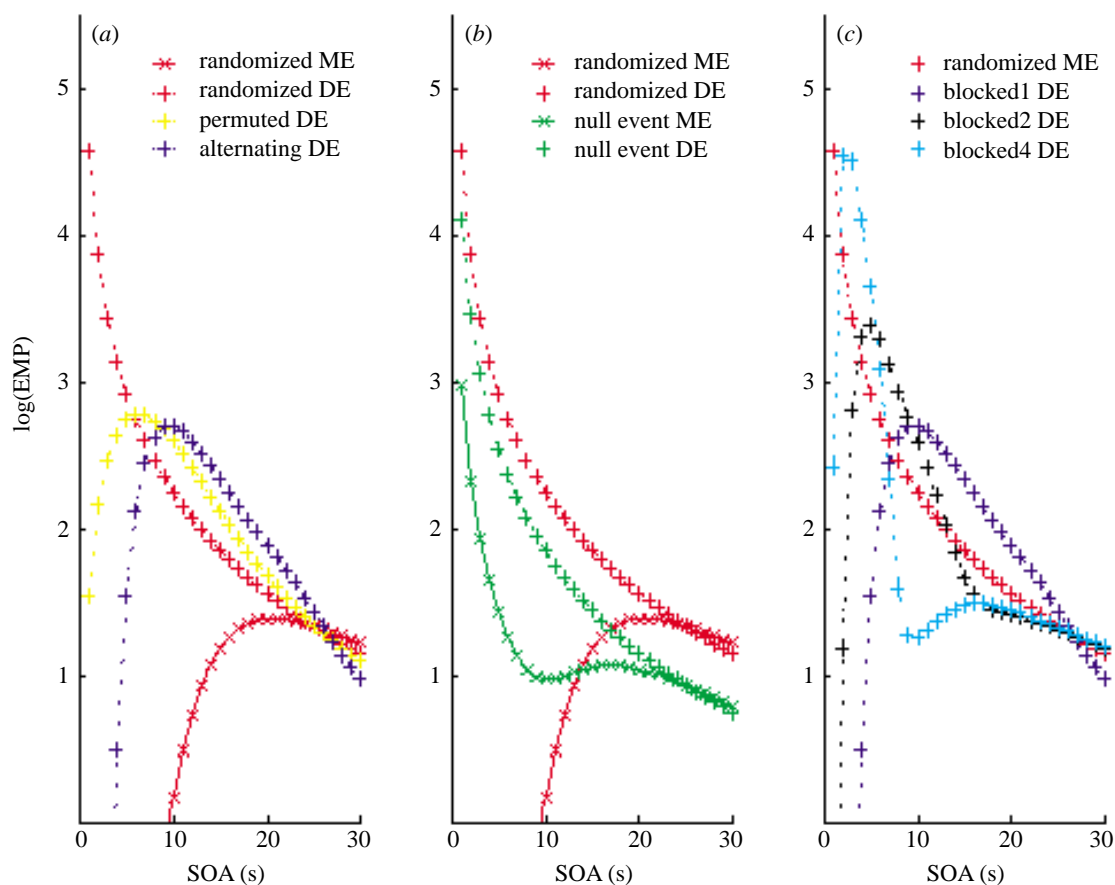 (a)
randomized ME
randomized DE
permuted DE
alternating DE
(b)
randomized ME
randomized DE
null event ME
null event DE
(c)
randomized ME
blocked1 DE
blocked2 DE
blocked4 DE
log(EMP)
5
4
3
2
1
0 10 20 30
0 10 20 30
0 10 20 30
SOA (s)
SOA (s)
SOA (s)